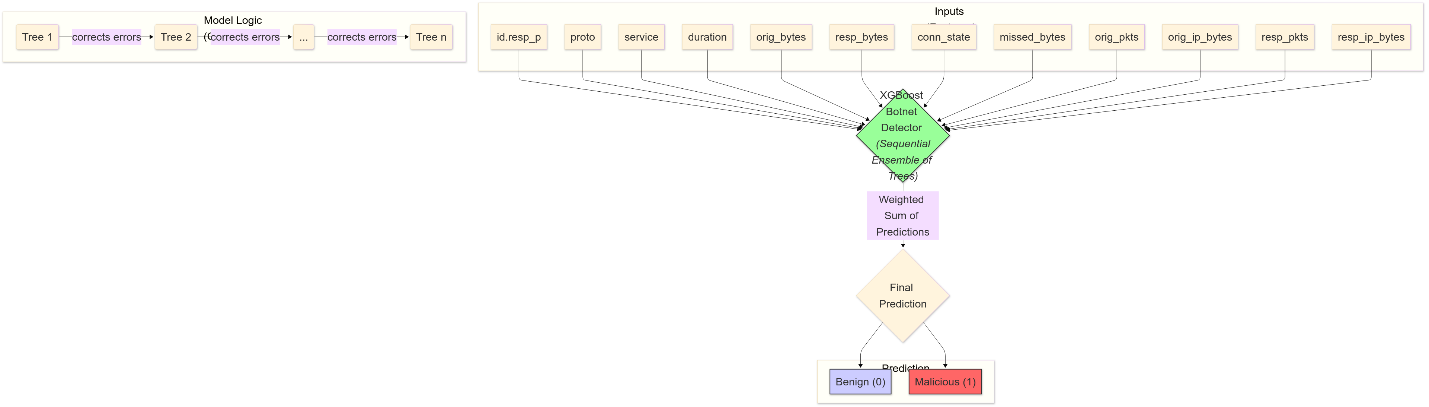 Model Logic
Tree 1
corrects errors
Tree 2
corrects errors
...
corrects errors
Tree n
Inputs
id.resp_p
proto
service
duration
orig_bytes
resp_bytes
conn_state
missed_bytes
orig_pkts
orig_ip_bytes
resp_pkts
resp_ip_bytes
XGBoost
Botnet
Detector
(Sequential
Ensemble of
Trees)
Weighted
Sum of
Predictions
Final
Prediction
Prediction
Benign (0)
Malicious (1)